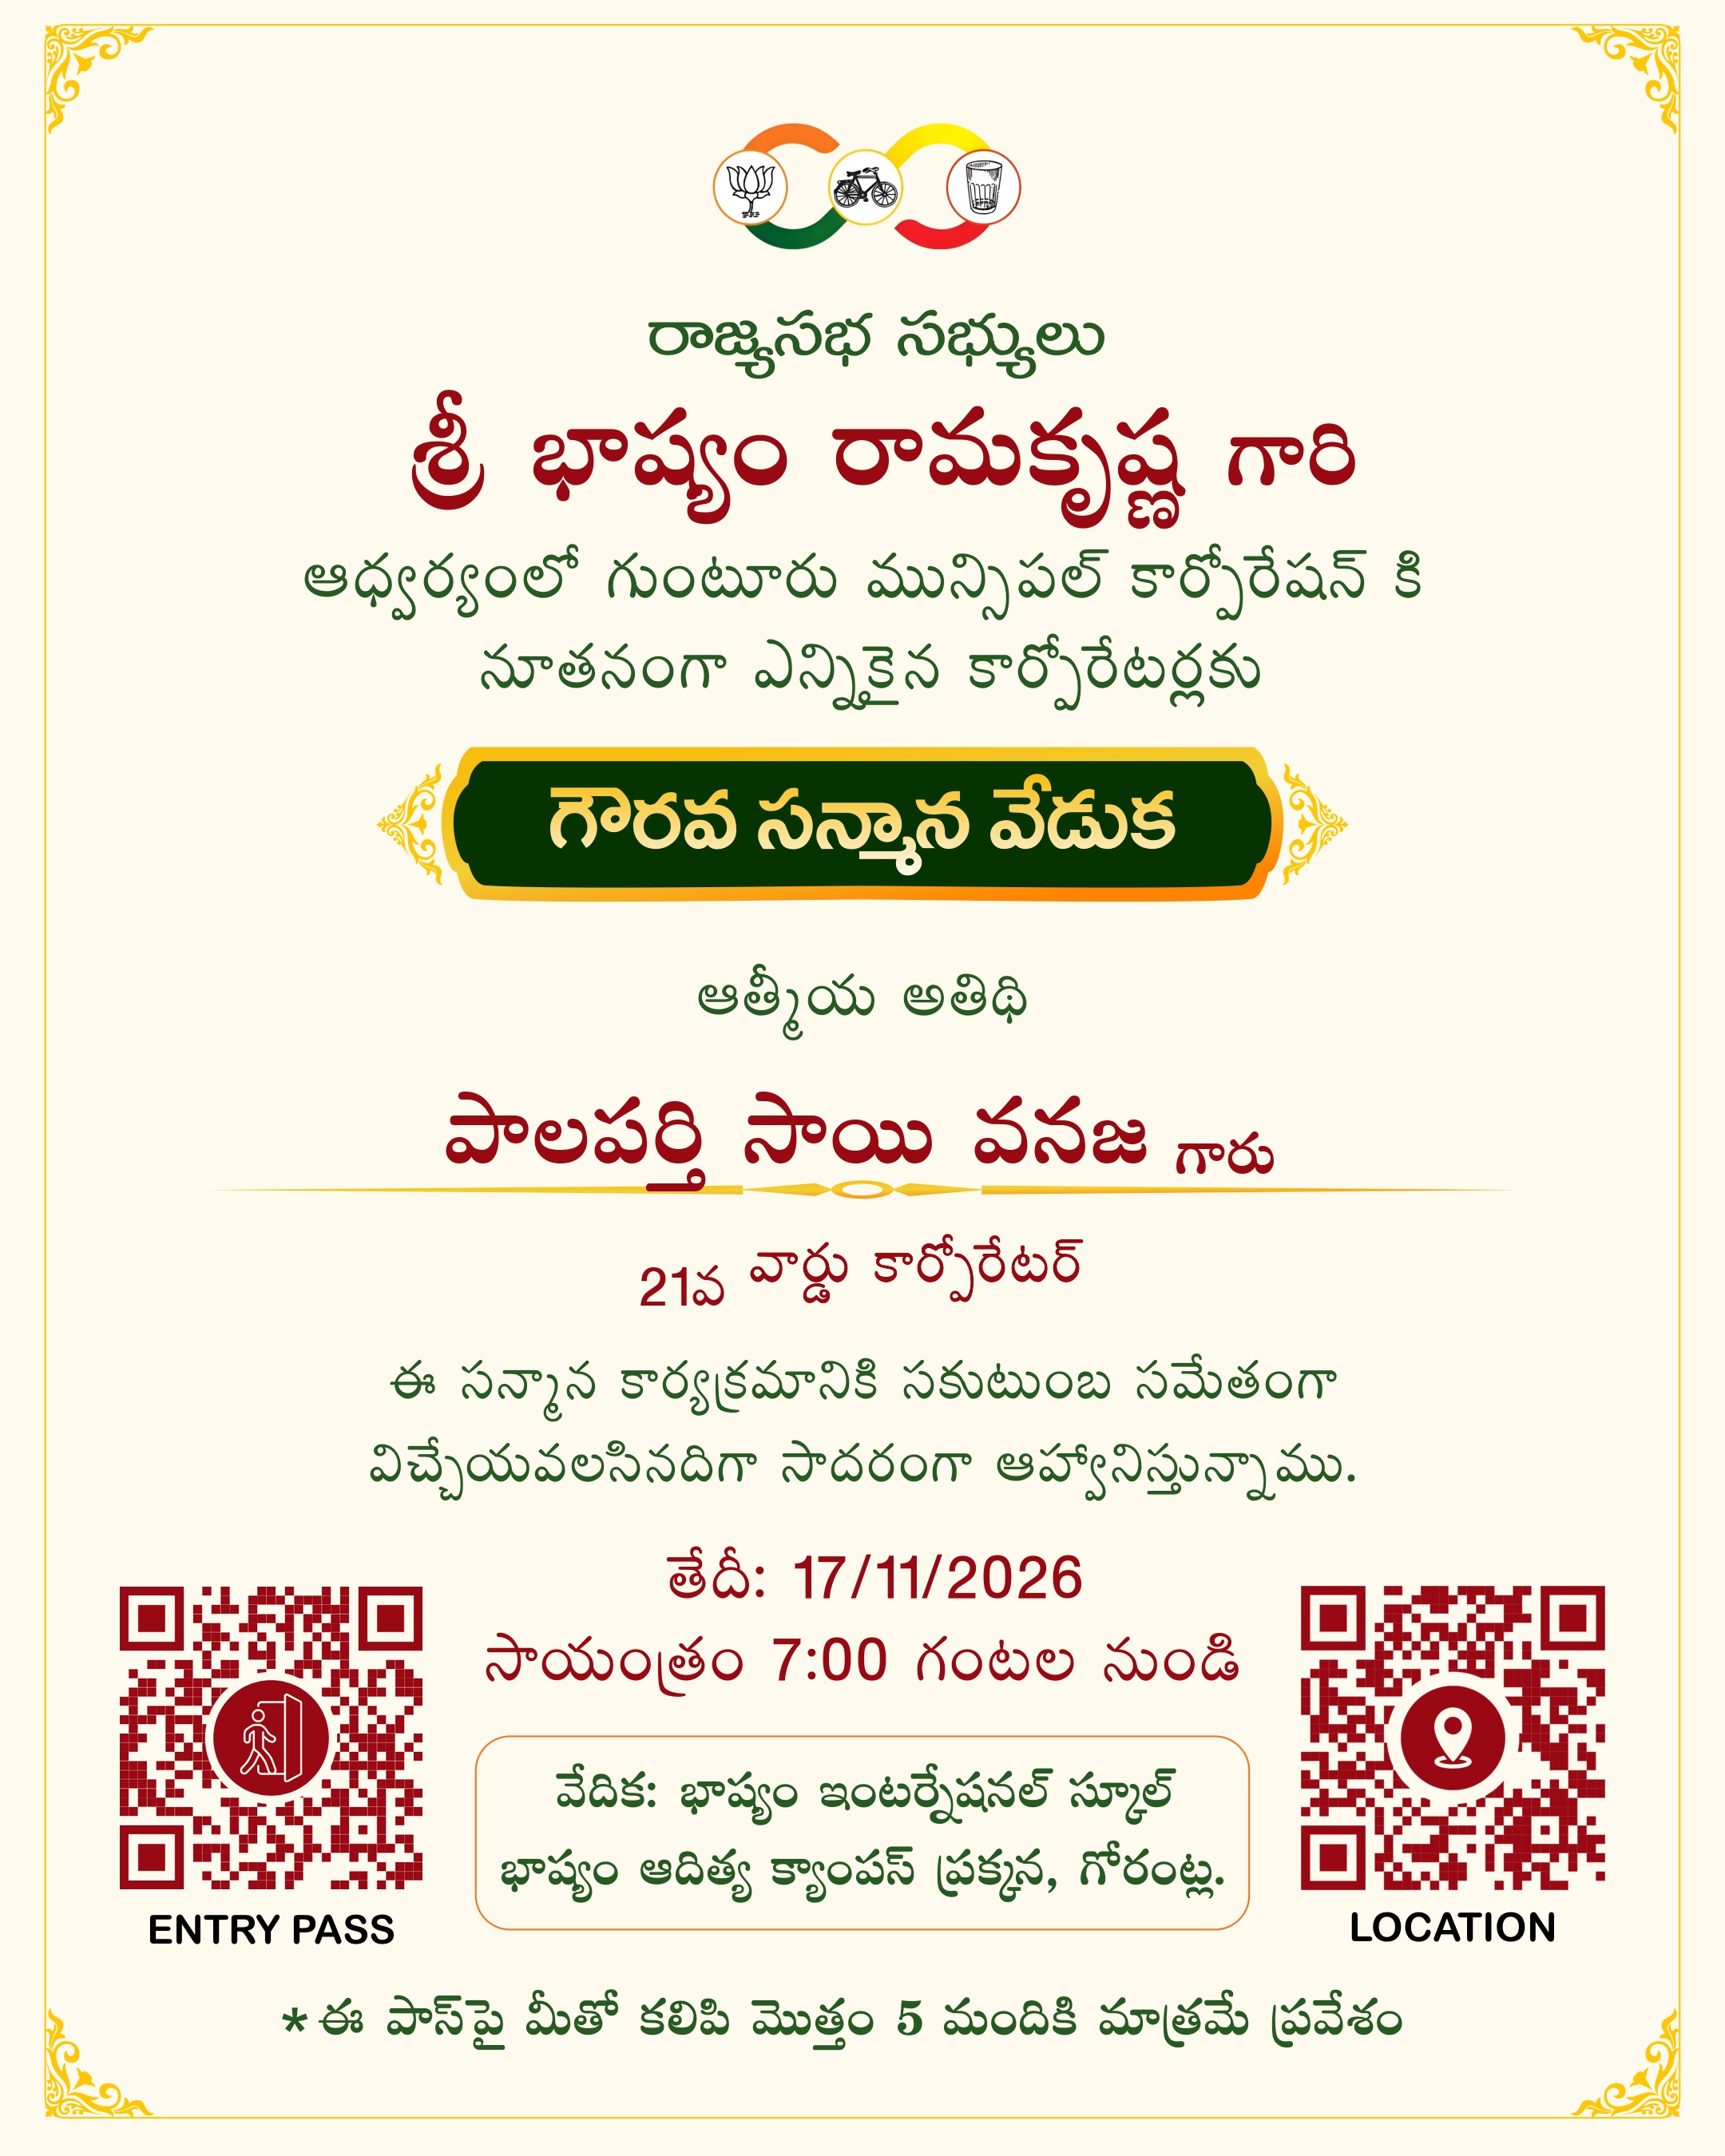 రాజ్యసభ సభ్యులు
శ్రీ భాష్యం రామకృష్ణ గారి
ఆధ్వర్యంలో గుంటూరు మున్సిపల్ కార్పోరేషన్ కి
నూతనంగా ఎన్నికైన కార్పోరేటర్లకు
గౌరవ సన్మాన వేడుక
ఆత్మీయ అతిథి
పాలపర్తి సాయి వనజ గారు
21వ వార్డు కార్పోరేటర్
ఈ సన్మాన కార్యక్రమానికి సకుటుంబ సమేతంగా
విచ్చేయవలసినదిగా సాదరంగా ఆహ్వానిస్తున్నాము.
తేదీ: 17/11/2026
సాయంత్రం 7:00 గంటల నుండి
వేదిక: భాష్యం ఇంటర్నేషనల్ స్కూల్
భాష్యం ఆదిత్య క్యాంపస్ ప్రక్కన, గోరంట్ల.
ENTRY PASS
LOCATION
*ఈ పాస్‌పై మీతో కలిపి మొత్తం 5 మందికి మాత్రమే ప్రవేశం